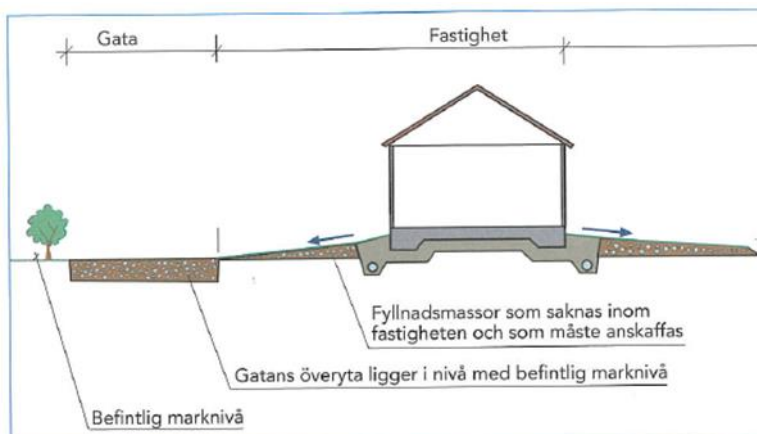 Gata
Fastighet
Fyllnadsmassor som saknas inom
fastigheten och som måste anskaffas
Gatans överyta ligger i nivå med befintlig marknivå
Befintlig marknivå